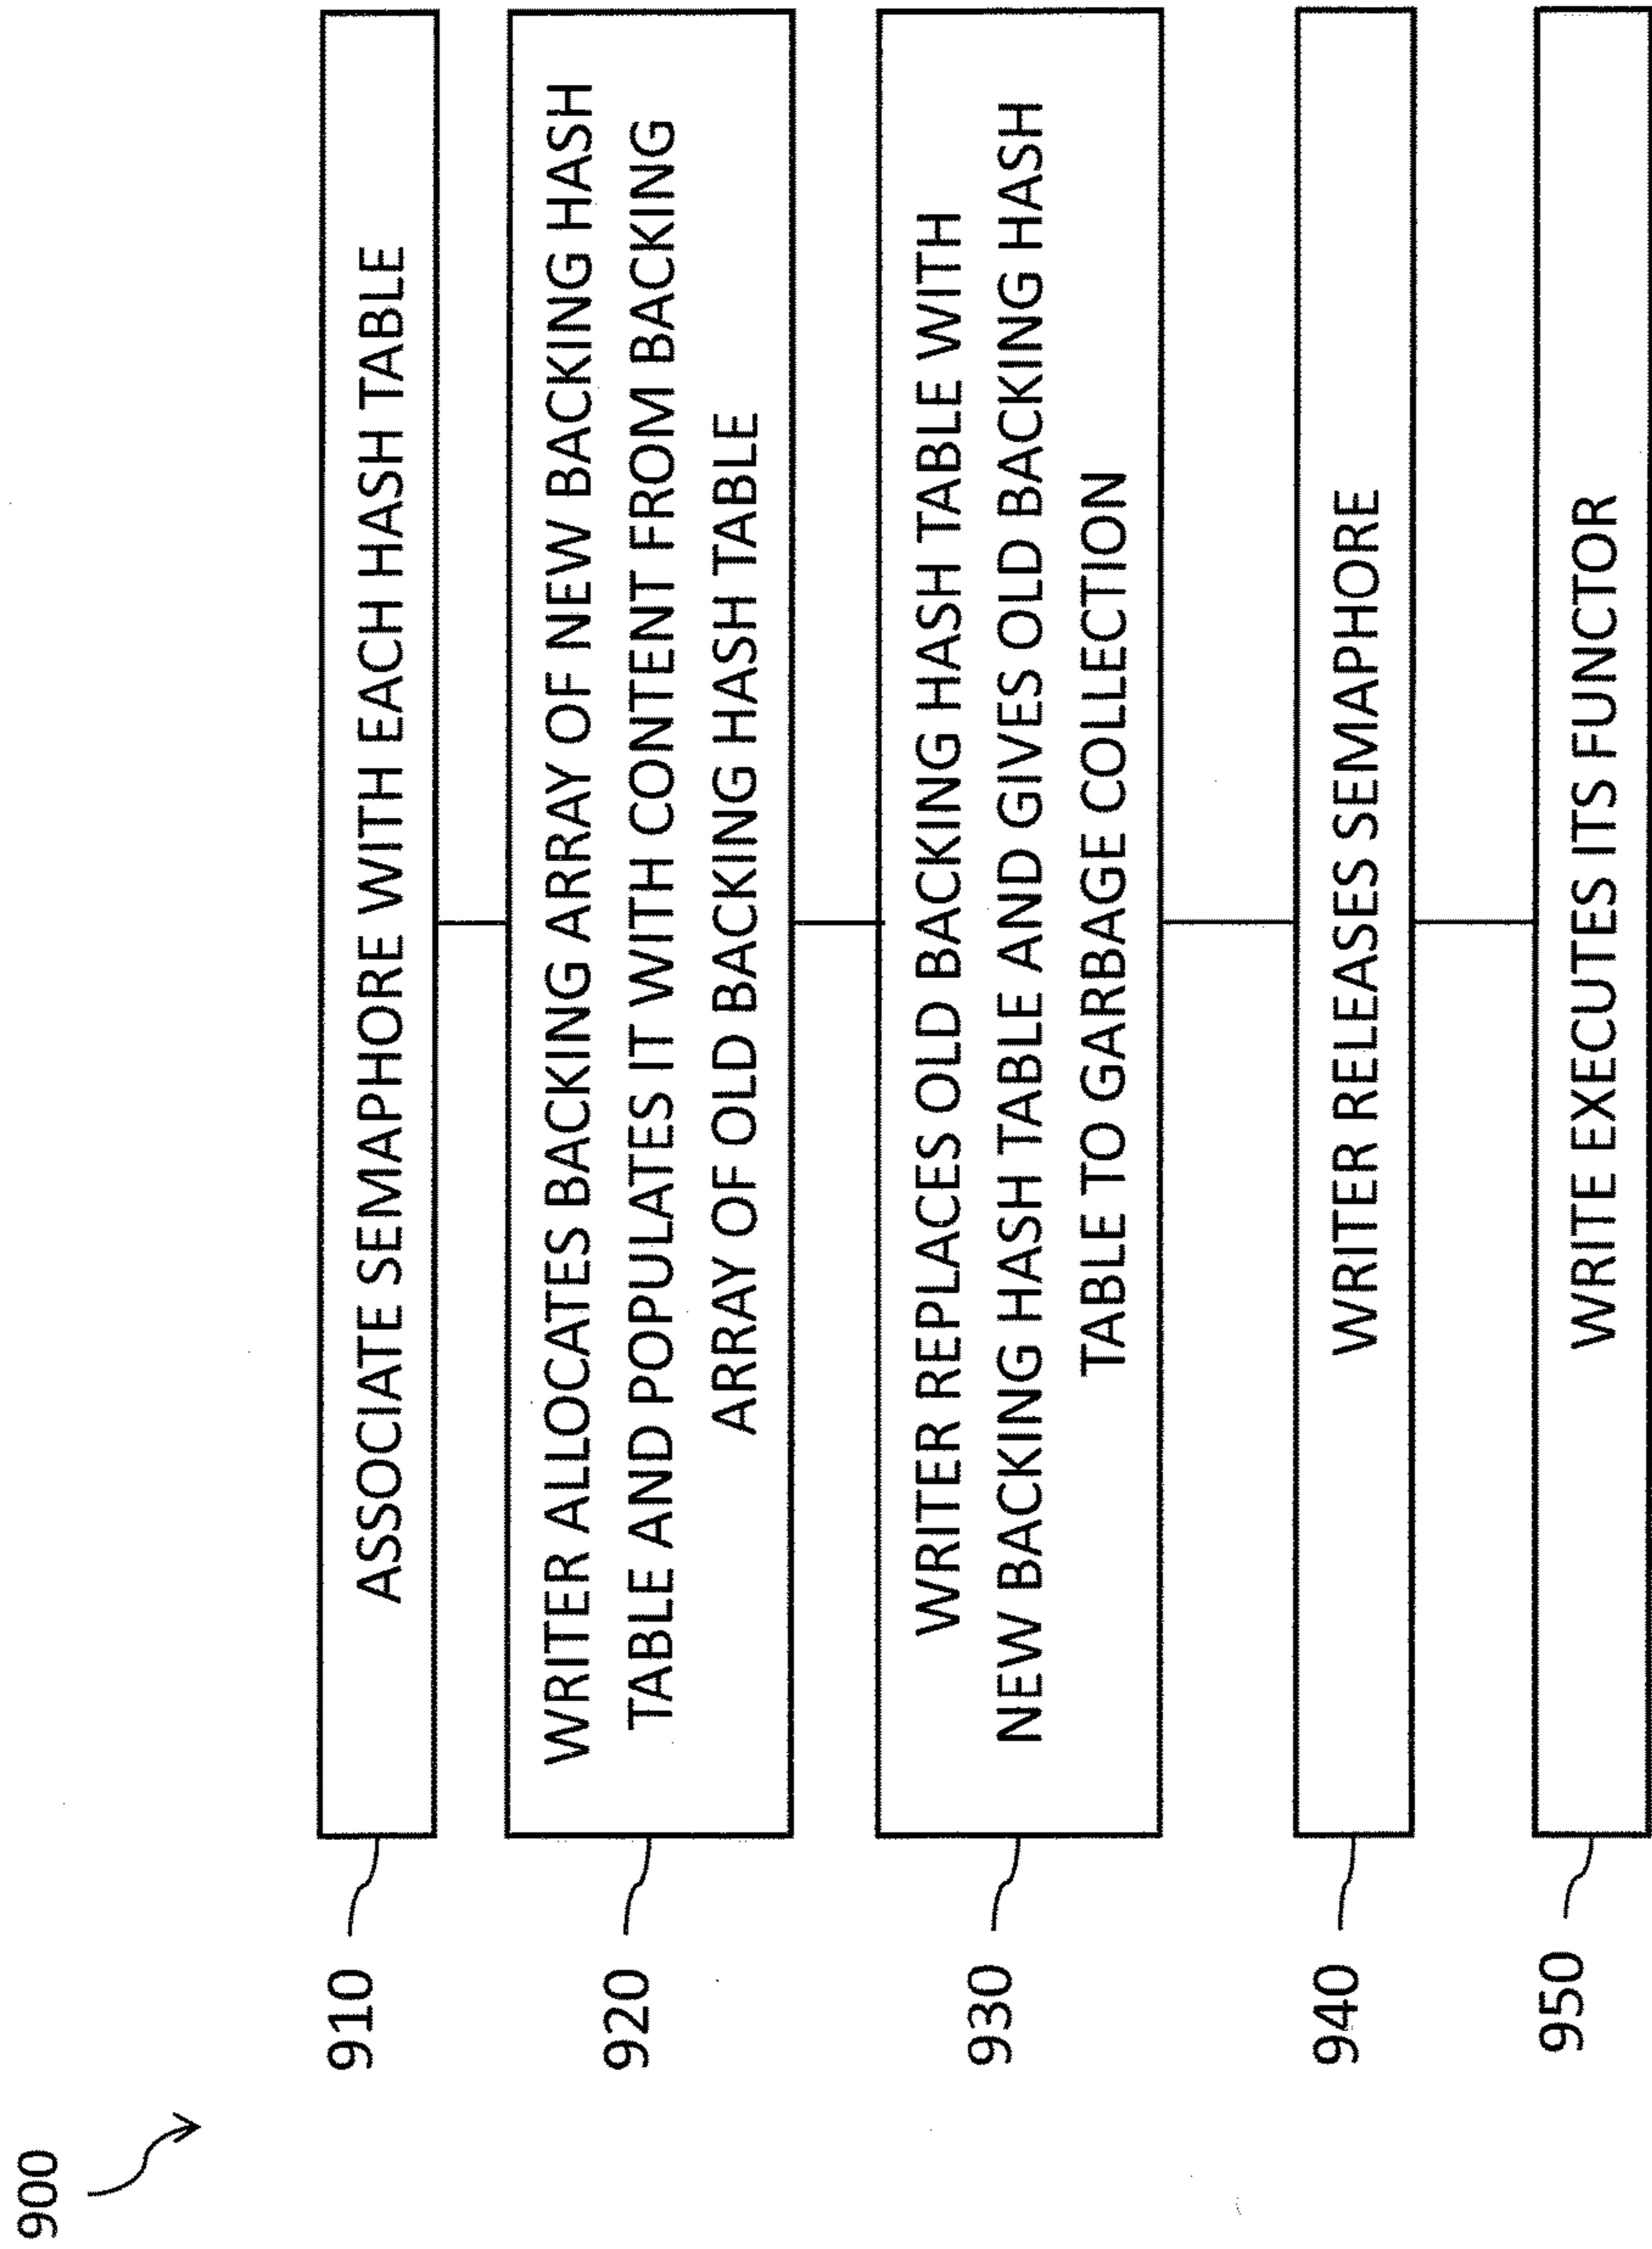 900
910
ASSOCIATE SEMAPHORE WITH EACH HASH TABLE
920
WRITER ALLOCATES BACKING ARRAY OF NEW BACKING HASH
TABLE AND POPULATES IT WITH CONTENT FROM BACKING
ARRAY OF OLD BACKING HASH TABLE
930
WRITER REPLACES OLD BACKING HASH TABLE WITH
NEW BACKING HASH TABLE AND GIVES OLD BACKING HASH
TABLE TO GARBAGE COLLECTION
940
WRITER RELEASES SEMAPHORE
950
WRITE EXECUTES ITS FUNCTOR